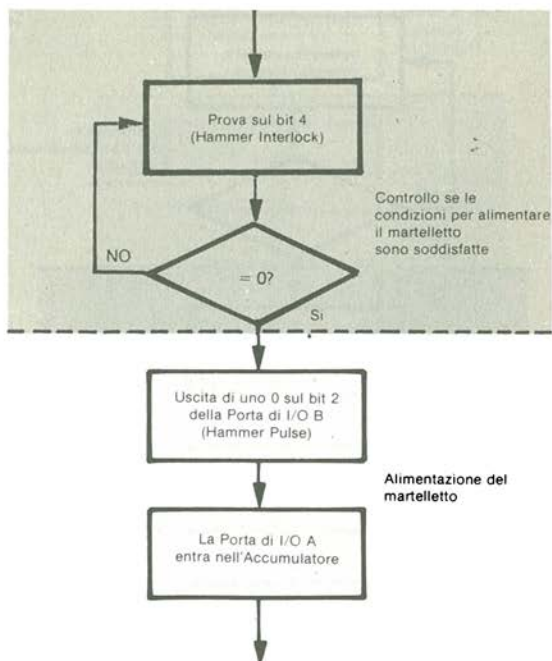 Prova sul bit 4
(Hammer Interlock)
Controllo se le
condizioni per alimentare
il martelletto
sono soddisfatte
NO
= 0?
Si
Uscita di uno 0 sul bit 2
della Porta di I/O B
(Hammer Pulse)
Alimentazione del
martelletto
La Porta di I/O A
entra nell'Accumulatore